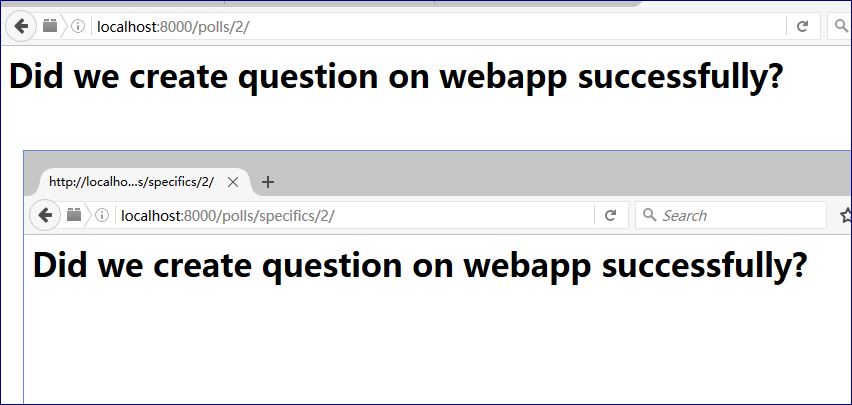 localhost:8000/polls/2/
Did we create question on webapp successfully?
http://localho...s/specifics/2/
localhost:8000/polls/specifics/2/
Search
Did we create question on webapp successfully?